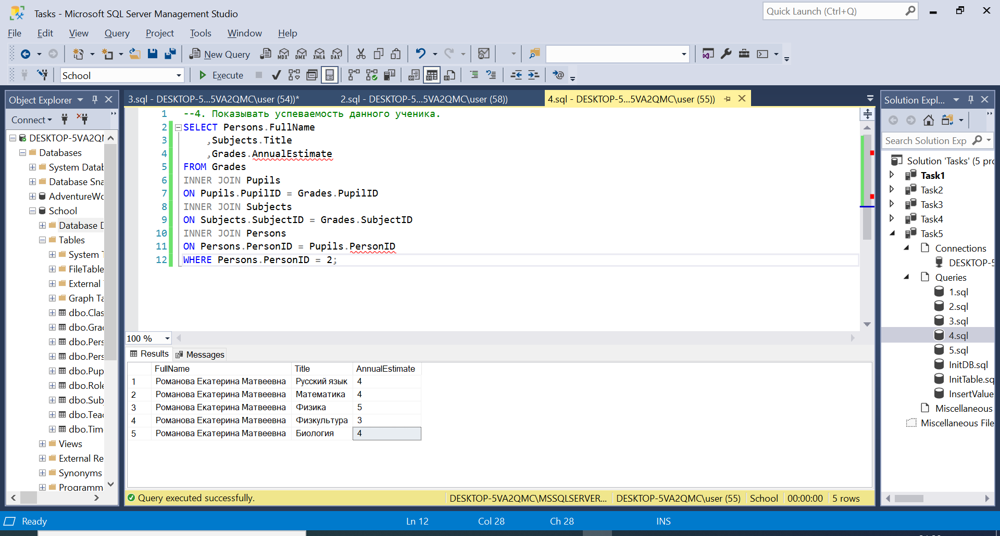 Tasks - Microsoft SQL Server Management Studio
Quick Launch (Ctrl+Q)
File Edit View Query Project Tools Window Help
New Query MDX DMX XMLA DAX
School Execute
Object Explorer
Connect
DESKTOP-5VA2QM
Databases
System Datab
Database Sna
AdventureWo
School
Database D
Tables
System T
FileTable
External T
Graph Ta
dbo.Clas
dbo.Grad
dbo.Pers
dbo.Pers
dbo.Pup
dbo.Role
dbo.Sub
dbo.Teac
dbo.Tim
Views
External Re
Synonyms
Programm
3.sql - DESKTOP-5...5VA2QMC\user (54))*
2.sql - DESKTOP-5...5VA2QMC\user (58))
4.sql - DESKTOP-5...5VA2QMC\user (55))
1 --4. Показывать успеваемость данного ученика.
2 SELECT Persons.FullName
3 ,Subjects.Title
4 ,Grades.AnnualEstimate
5 FROM Grades
6 INNER JOIN Pupils
7 ON Pupils.PupilID = Grades.PupilID
8 INNER JOIN Subjects
9 ON Subjects.SubjectID = Grades.SubjectID
10 INNER JOIN Persons
11 ON Persons.PersonID = Pupils.PersonID
12 WHERE Persons.PersonID = 2;
100 %
Results Messages
FullName Title AnnualEstimate
1 Романова Екатерина Матвеевна Русский язык 4
2 Романова Екатерина Матвеевна Математика 4
3 Романова Екатерина Матвеевна Физика 5
4 Романова Екатерина Матвеевна Физкультура 3
5 Романова Екатерина Матвеевна Биология 4
Query executed successfully.
DESKTOP-5VA2QMC\MSSQLSERVER... DESKTOP-5VA2QMC\user (55) School 00:00:00 5 rows
Solution Expl...
Search Solution Exp
Solution 'Tasks' (5 pro
Task1
Task2
Task3
Task4
Task5
Connections
DESKTOP-5
Queries
1.sql
2.sql
3.sql
4.sql
5.sql
InitDB.sql
InitTable.sq
InsertValue
Miscellaneous
Miscellaneous File
Ready Ln 12 Col 28 Ch 28 INS